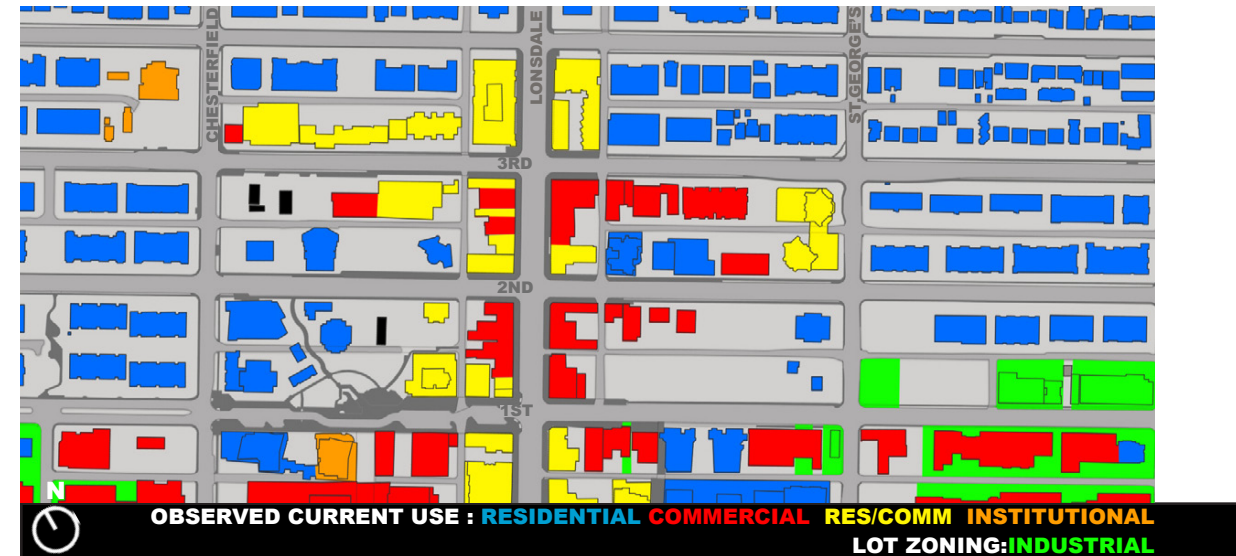 CHESTERFIELD
LONSDALE
ST.GEORGE'S
3RD
2ND
1ST
N
OBSERVED CURRENT USE : RESIDENTIAL COMMERCIAL RES/COMM INSTITUTIONAL
LOT ZONING:INDUSTRIAL